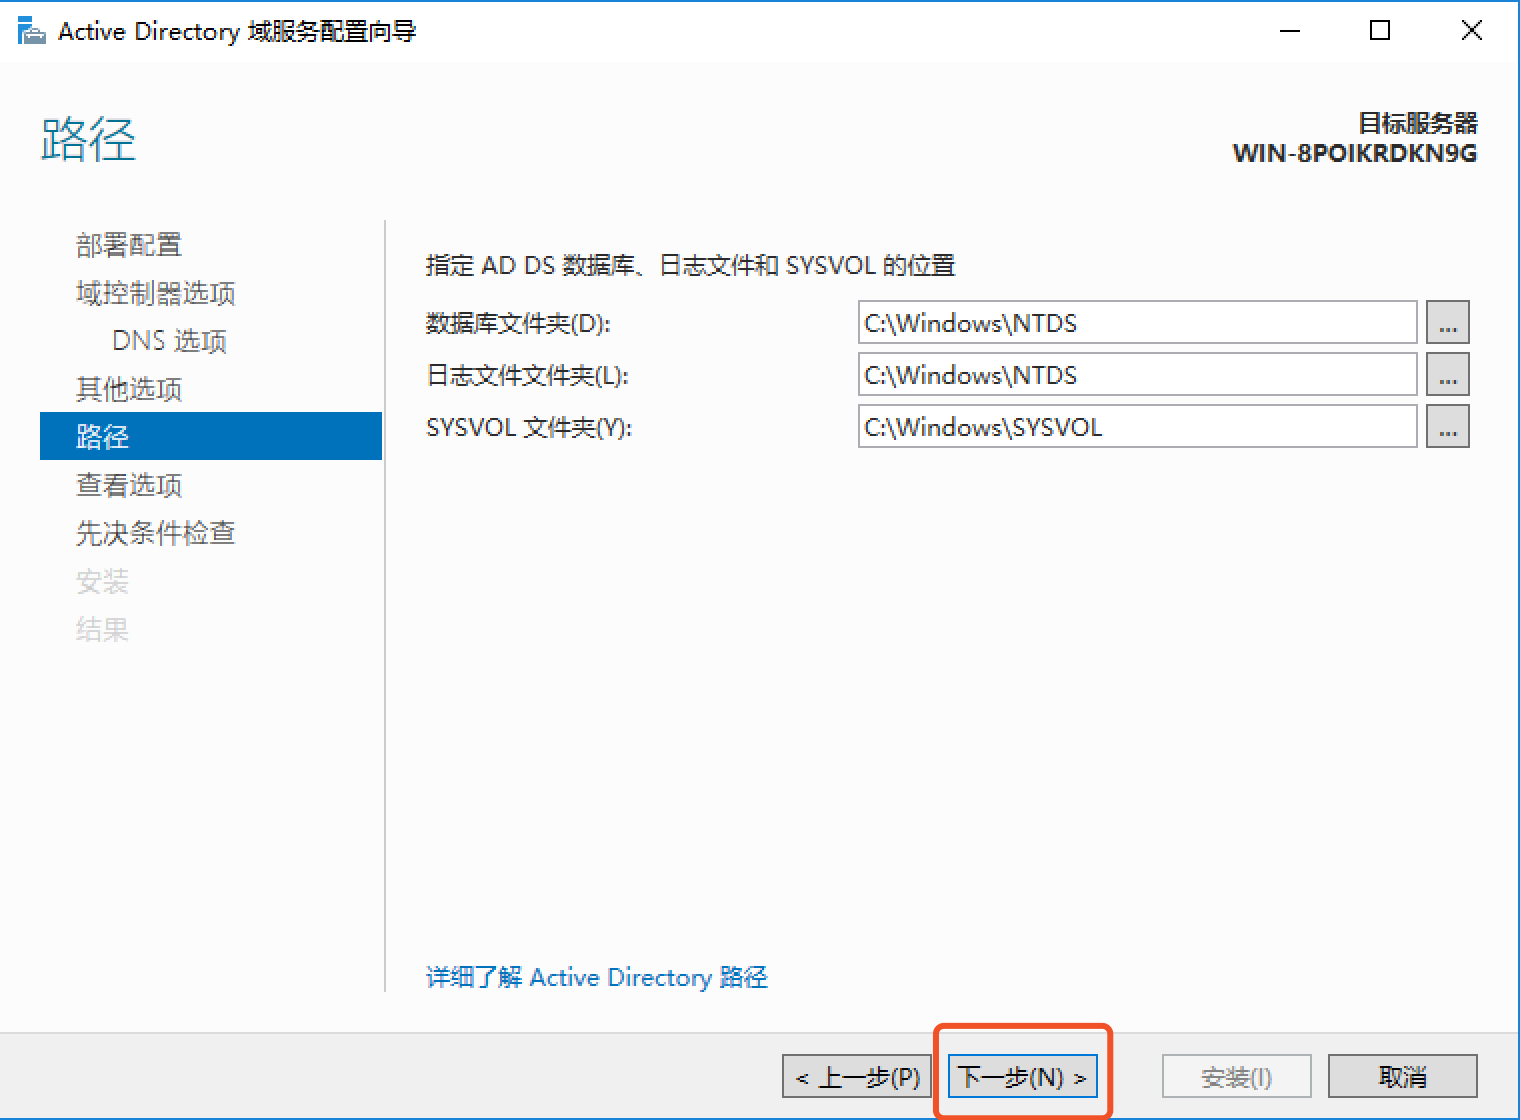 Active Directory 域服务配置向导
路径
目标服务器
WIN-8POIKRDKN9G
部署配置
域控制器选项
DNS 选项
其他选项
路径
查看选项
先决条件检查
安装
结果
指定 AD DS 数据库、日志文件和 SYSVOL 的位置
数据库文件夹(D): C:\Windows\NTDS ...
日志文件文件夹(L): C:\Windows\NTDS ...
SYSVOL 文件夹(Y): C:\Windows\SYSVOL ...
详细了解 Active Directory 路径
< 上一步(P) 下一步(N) > 安装(I) 取消